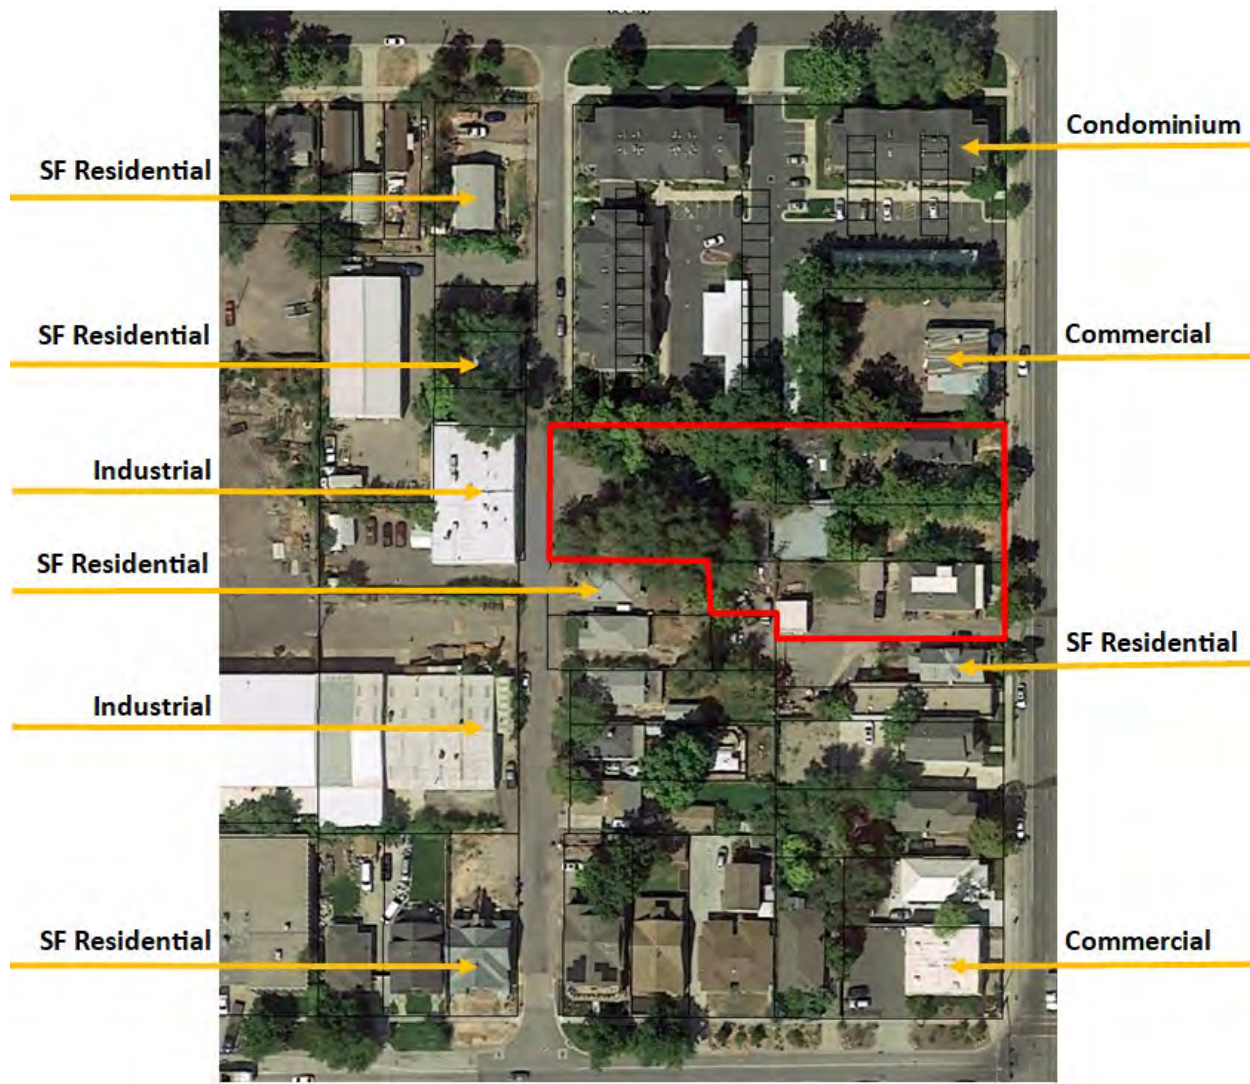 Condominium
SF Residential
SF Residential
Commercial
Industrial
SF Residential
SF Residential
Industrial
SF Residential
Commercial